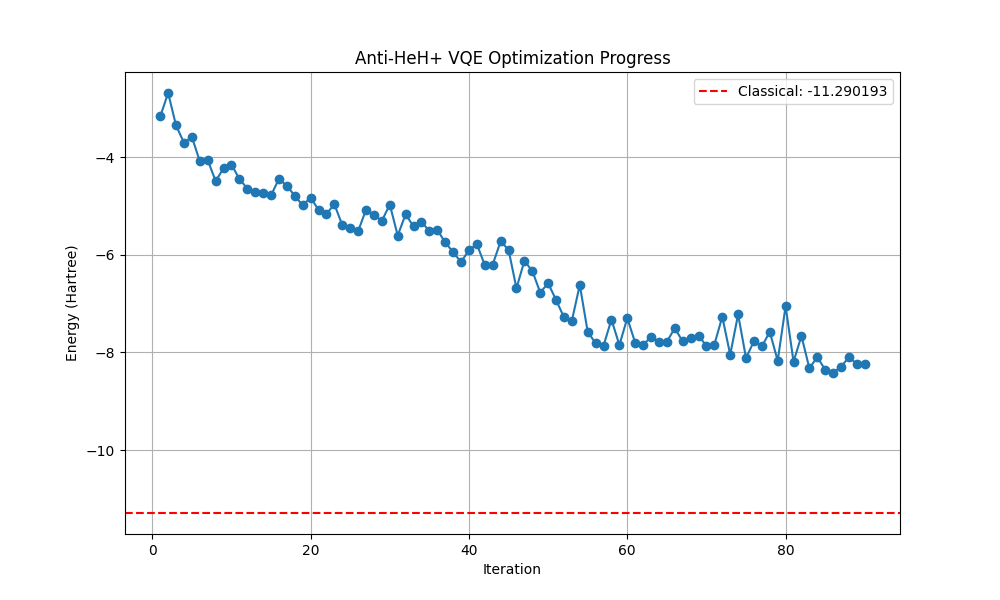 Anti-HeH+ VQE Optimization Progress
Classical: -11.290193
Energy (Hartree)
−4
−6
−8
−10
0 20 40 60 80
Iteration